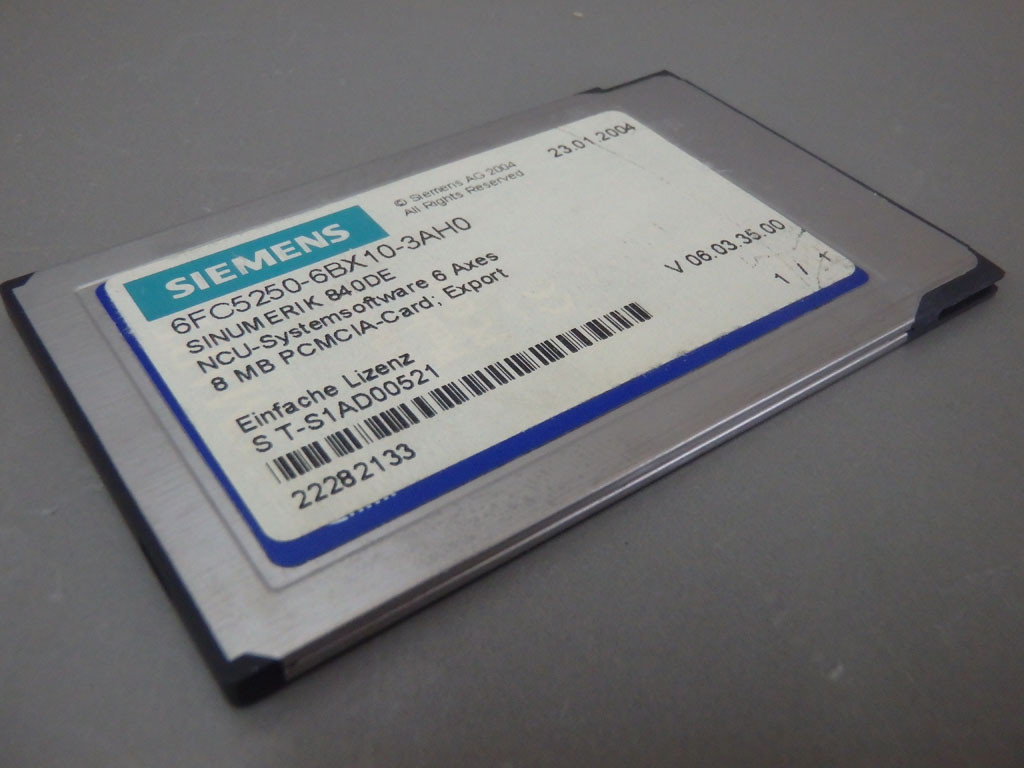 SIEMENS
© Siemens AG 2004
All Rights Reserved
23.01.2004
6FC5250-6BX10-3AH0
SINUMERIK 840DE
NCU-Systemsoftware 6 Axes
8 MB PCMCIA-Card; Export
V 06.03.35.00
1 / 1
Einfache Lizenz
S T-S1AD00521
22282133